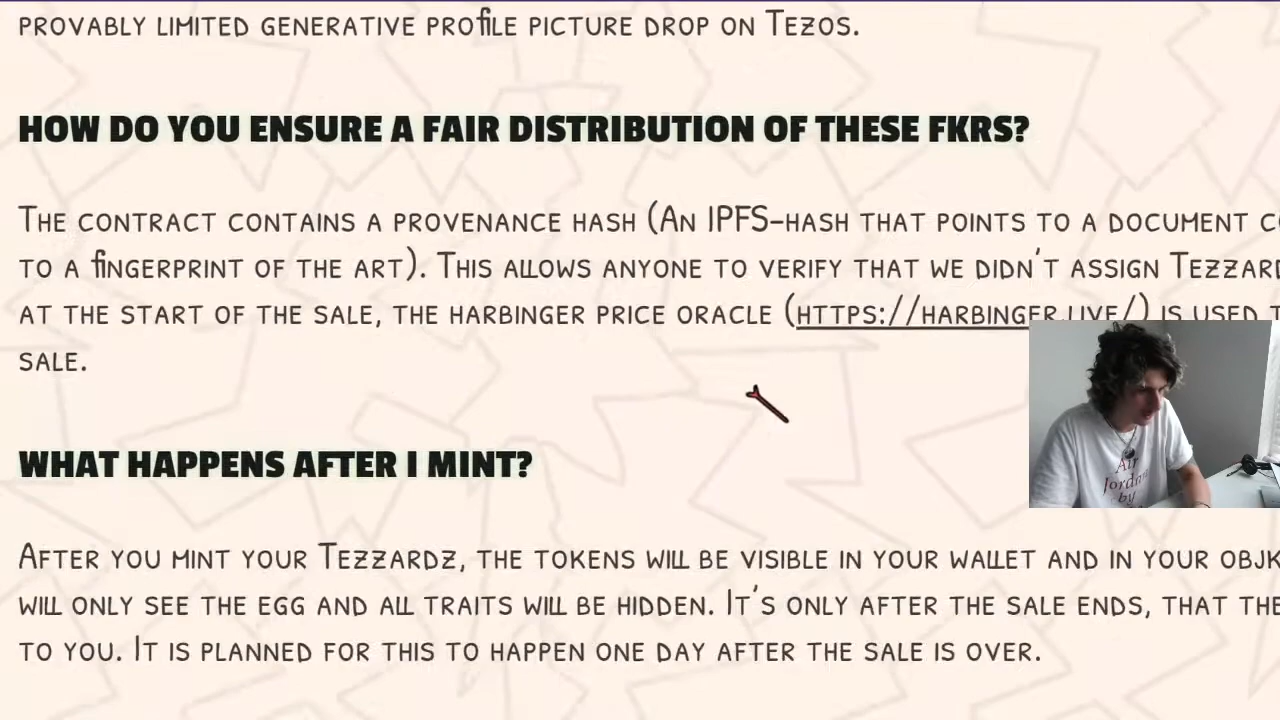 PROVABLY LIMITED GENERATIVE PROFILE PICTURE DROP ON TEZOS.
HOW DO YOU ENSURE A FAIR DISTRIBUTION OF THESE FKRS?
THE CONTRACT CONTAINS A PROVENANCE HASH (AN IPFS-HASH THAT POINTS TO A DOCUMENT
TO A FINGERPRINT OF THE ART). THIS ALLOWS ANYONE TO VERIFY THAT WE DIDN'T ASSIGN
AT THE START OF THE SALE, THE HARBINGER PRICE ORACLE (HTTPS://HARBINGER.LIVE/) IS USED
SALE.
WHAT HAPPENS AFTER I MINT?
AFTER YOU MINT YOUR TEZZARDZ, THE TOKENS WILL BE VISIBLE IN YOUR WALLET AND IN YOUR
WILL ONLY SEE THE EGG AND ALL TRAITS WILL BE HIDDEN. IT'S ONLY AFTER THE SALE ENDS, THAT
TO YOU. IT IS PLANNED FOR THIS TO HAPPEN ONE DAY AFTER THE SALE IS OVER.
Air
Jordan
by